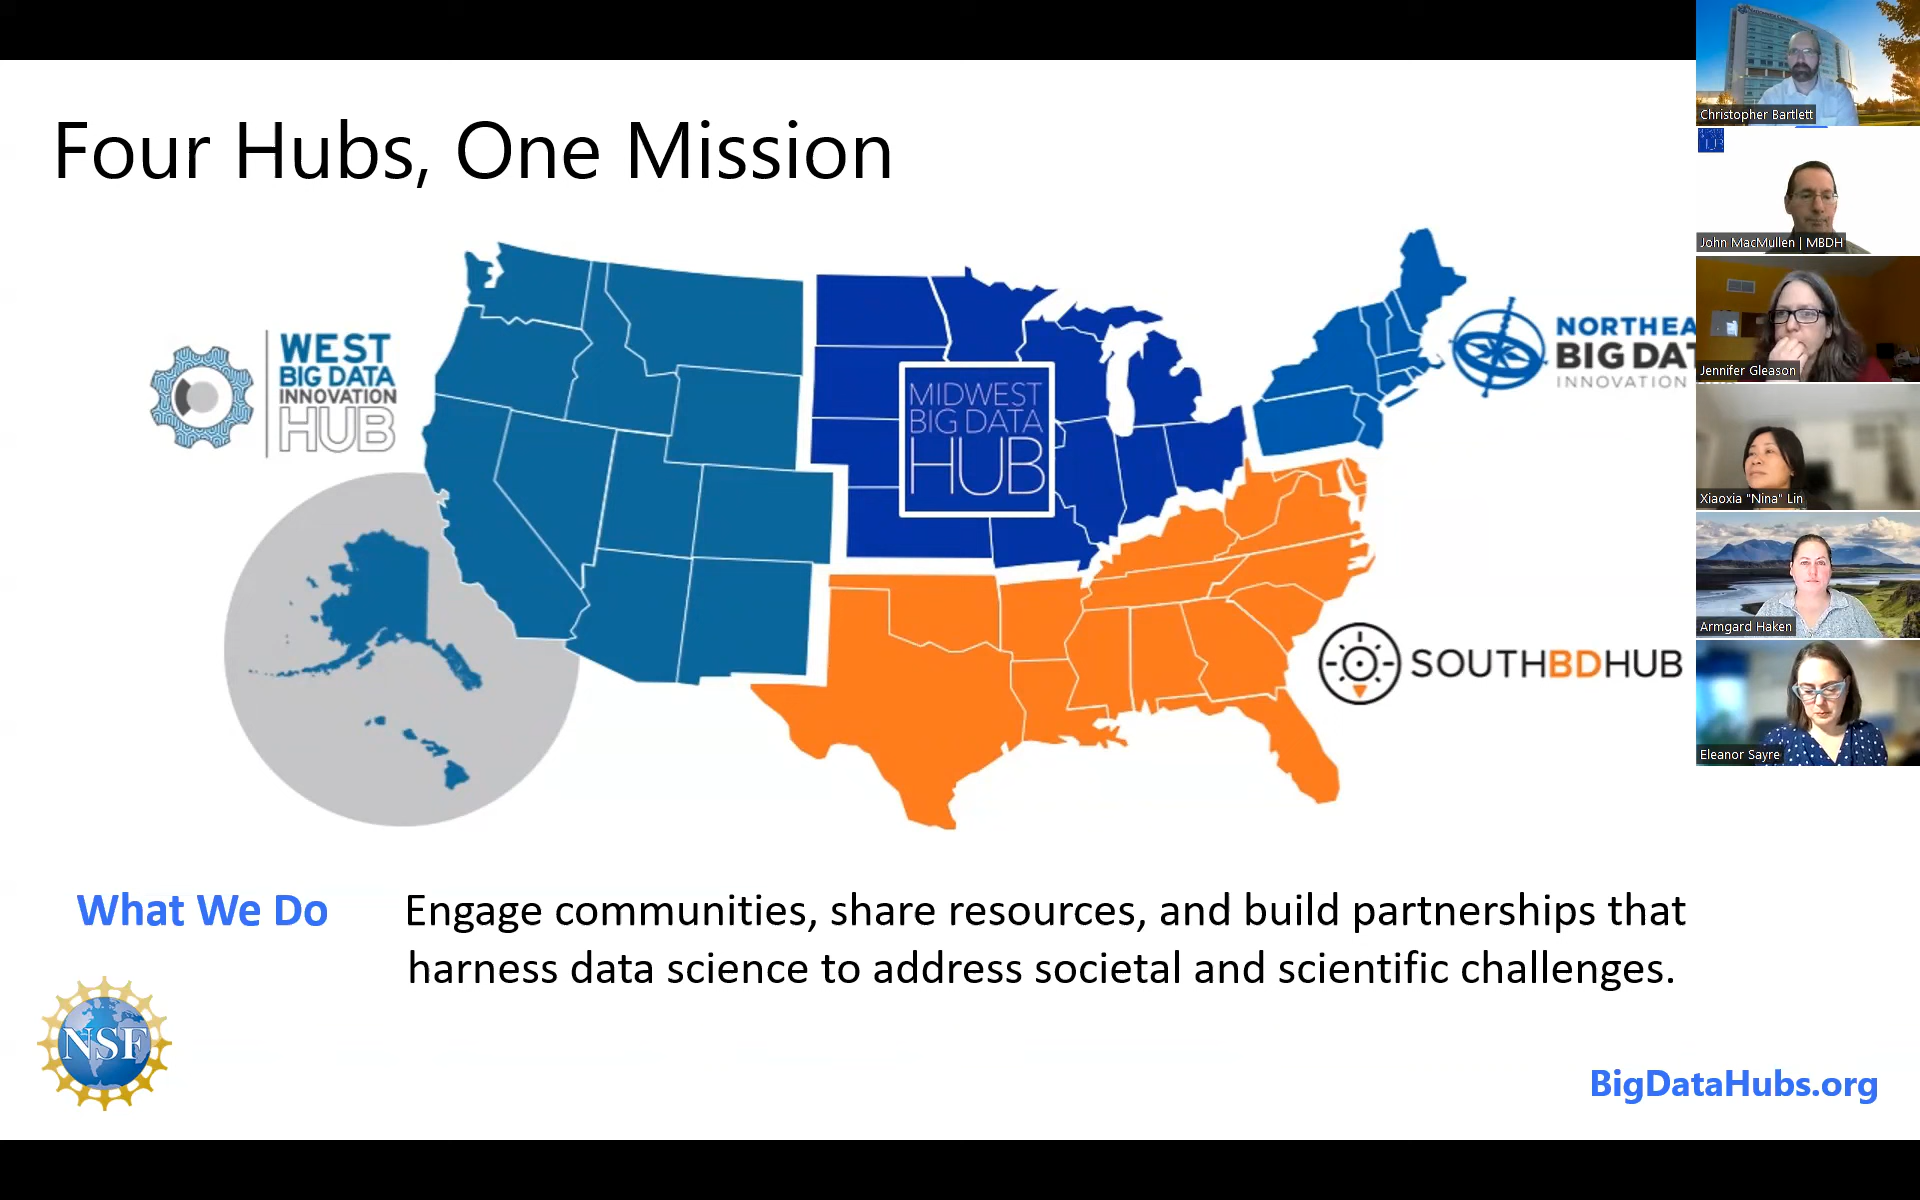 Four Hubs, One Mission
WEST
BIG DATA
INNOVATION
HUB
MIDWEST
BIG DATA
HUB
NORTHEA
BIG DAT
INNOVATION
SOUTHBDHUB
What We Do
Engage communities, share resources, and build partnerships that
harness data science to address societal and scientific challenges.
NSF
BigDataHubs.org
Christopher Bartlett
HUB
John MacMullen | MBDH
Jennifer Gleason
Xiaoxia "Nina" Lin
Armgard Haken
Eleanor Sayre